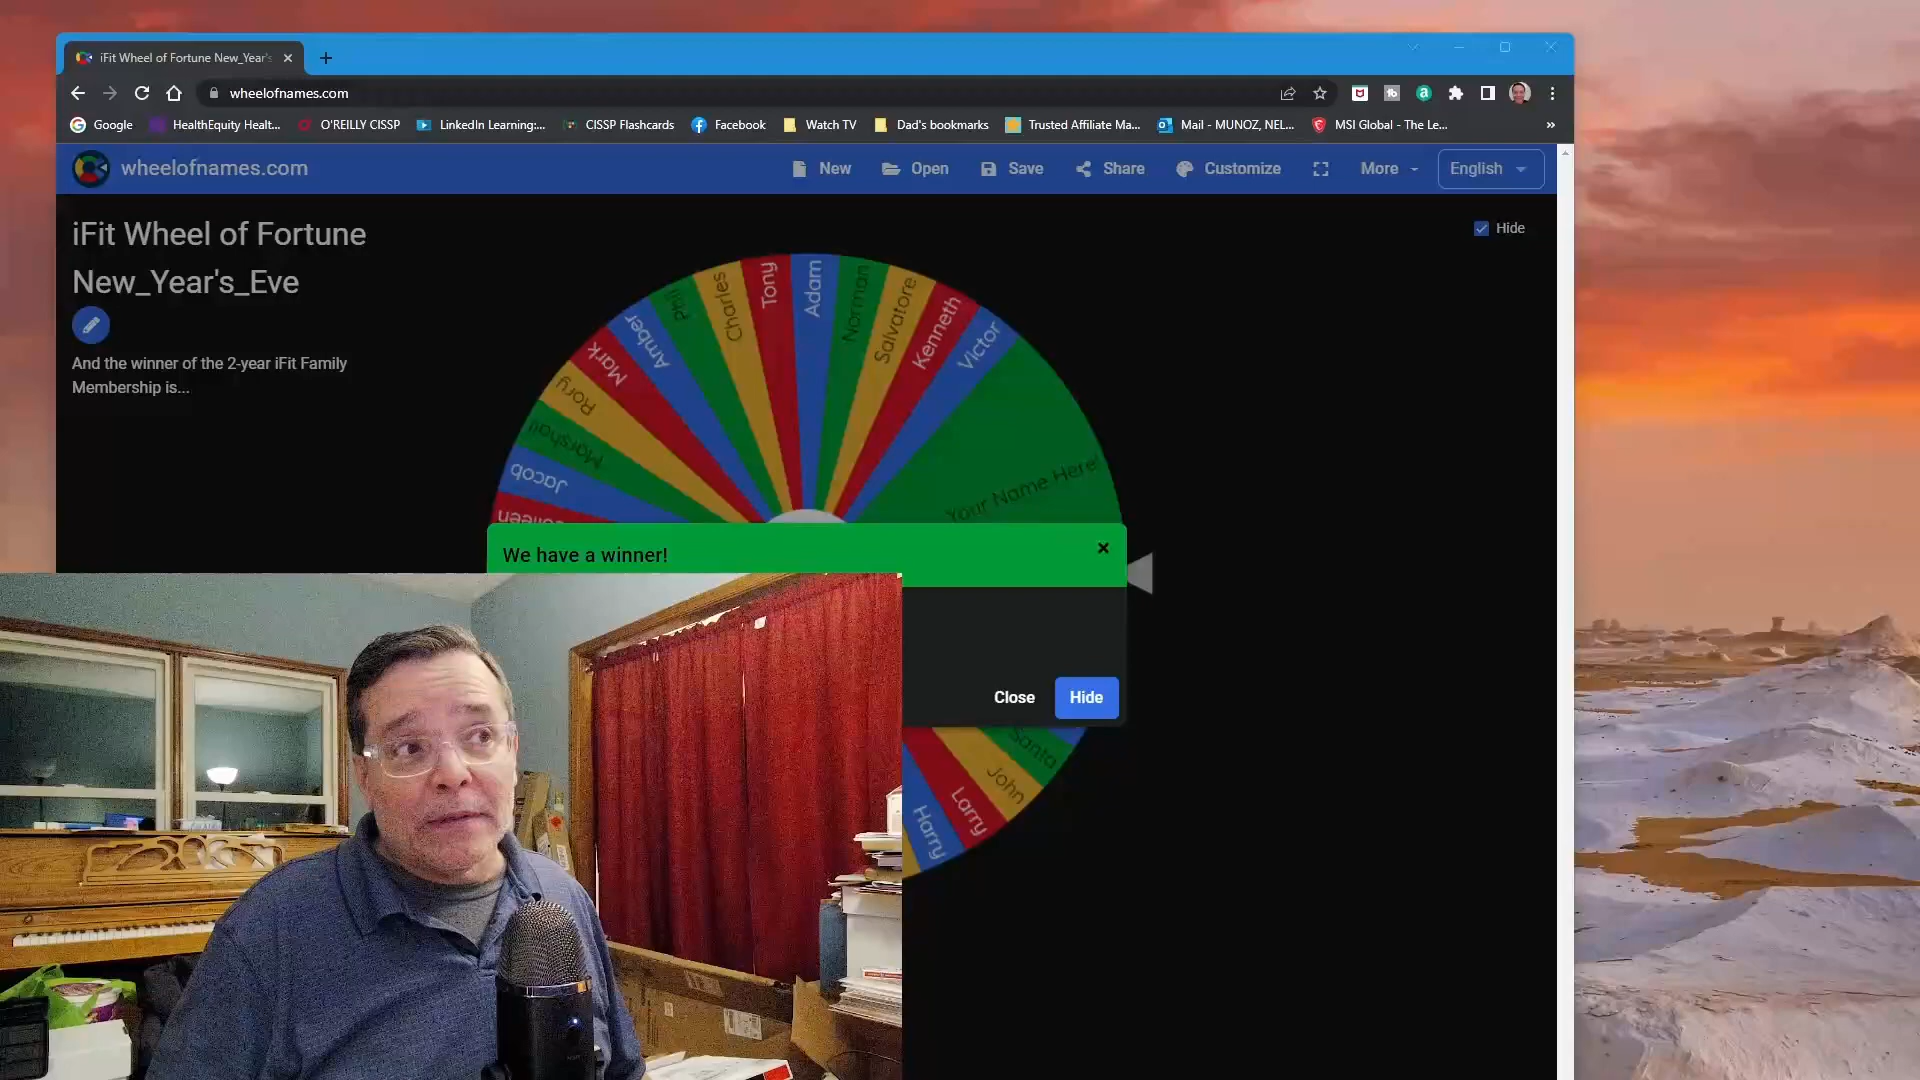 iFit Wheel of Fortune New_Year's
wheelofnames.com
Google
HealthEquity Healt...
O'REILLY CISSP
LinkedIn Learning:...
CISSP Flashcards
Facebook
Watch TV
Dad's bookmarks
Trusted Affiliate Ma...
Mail - MUNOZ, NEL...
MSI Global - The Le...
»
wheelofnames.com
New
Open
Save
Share
Customize
More
English
iFit Wheel of Fortune
New_Year's_Eve
Hide
And the winner of the 2-year iFit Family
Membership is...
Jacob
Marshall
Rory
Mark
Amber
Phil
Charles
Tony
Adam
Norman
Salvatore
Kenneth
Victor
Your Name Here!
We have a winner!
Close
Hide
Santa
John
Larry
Harry